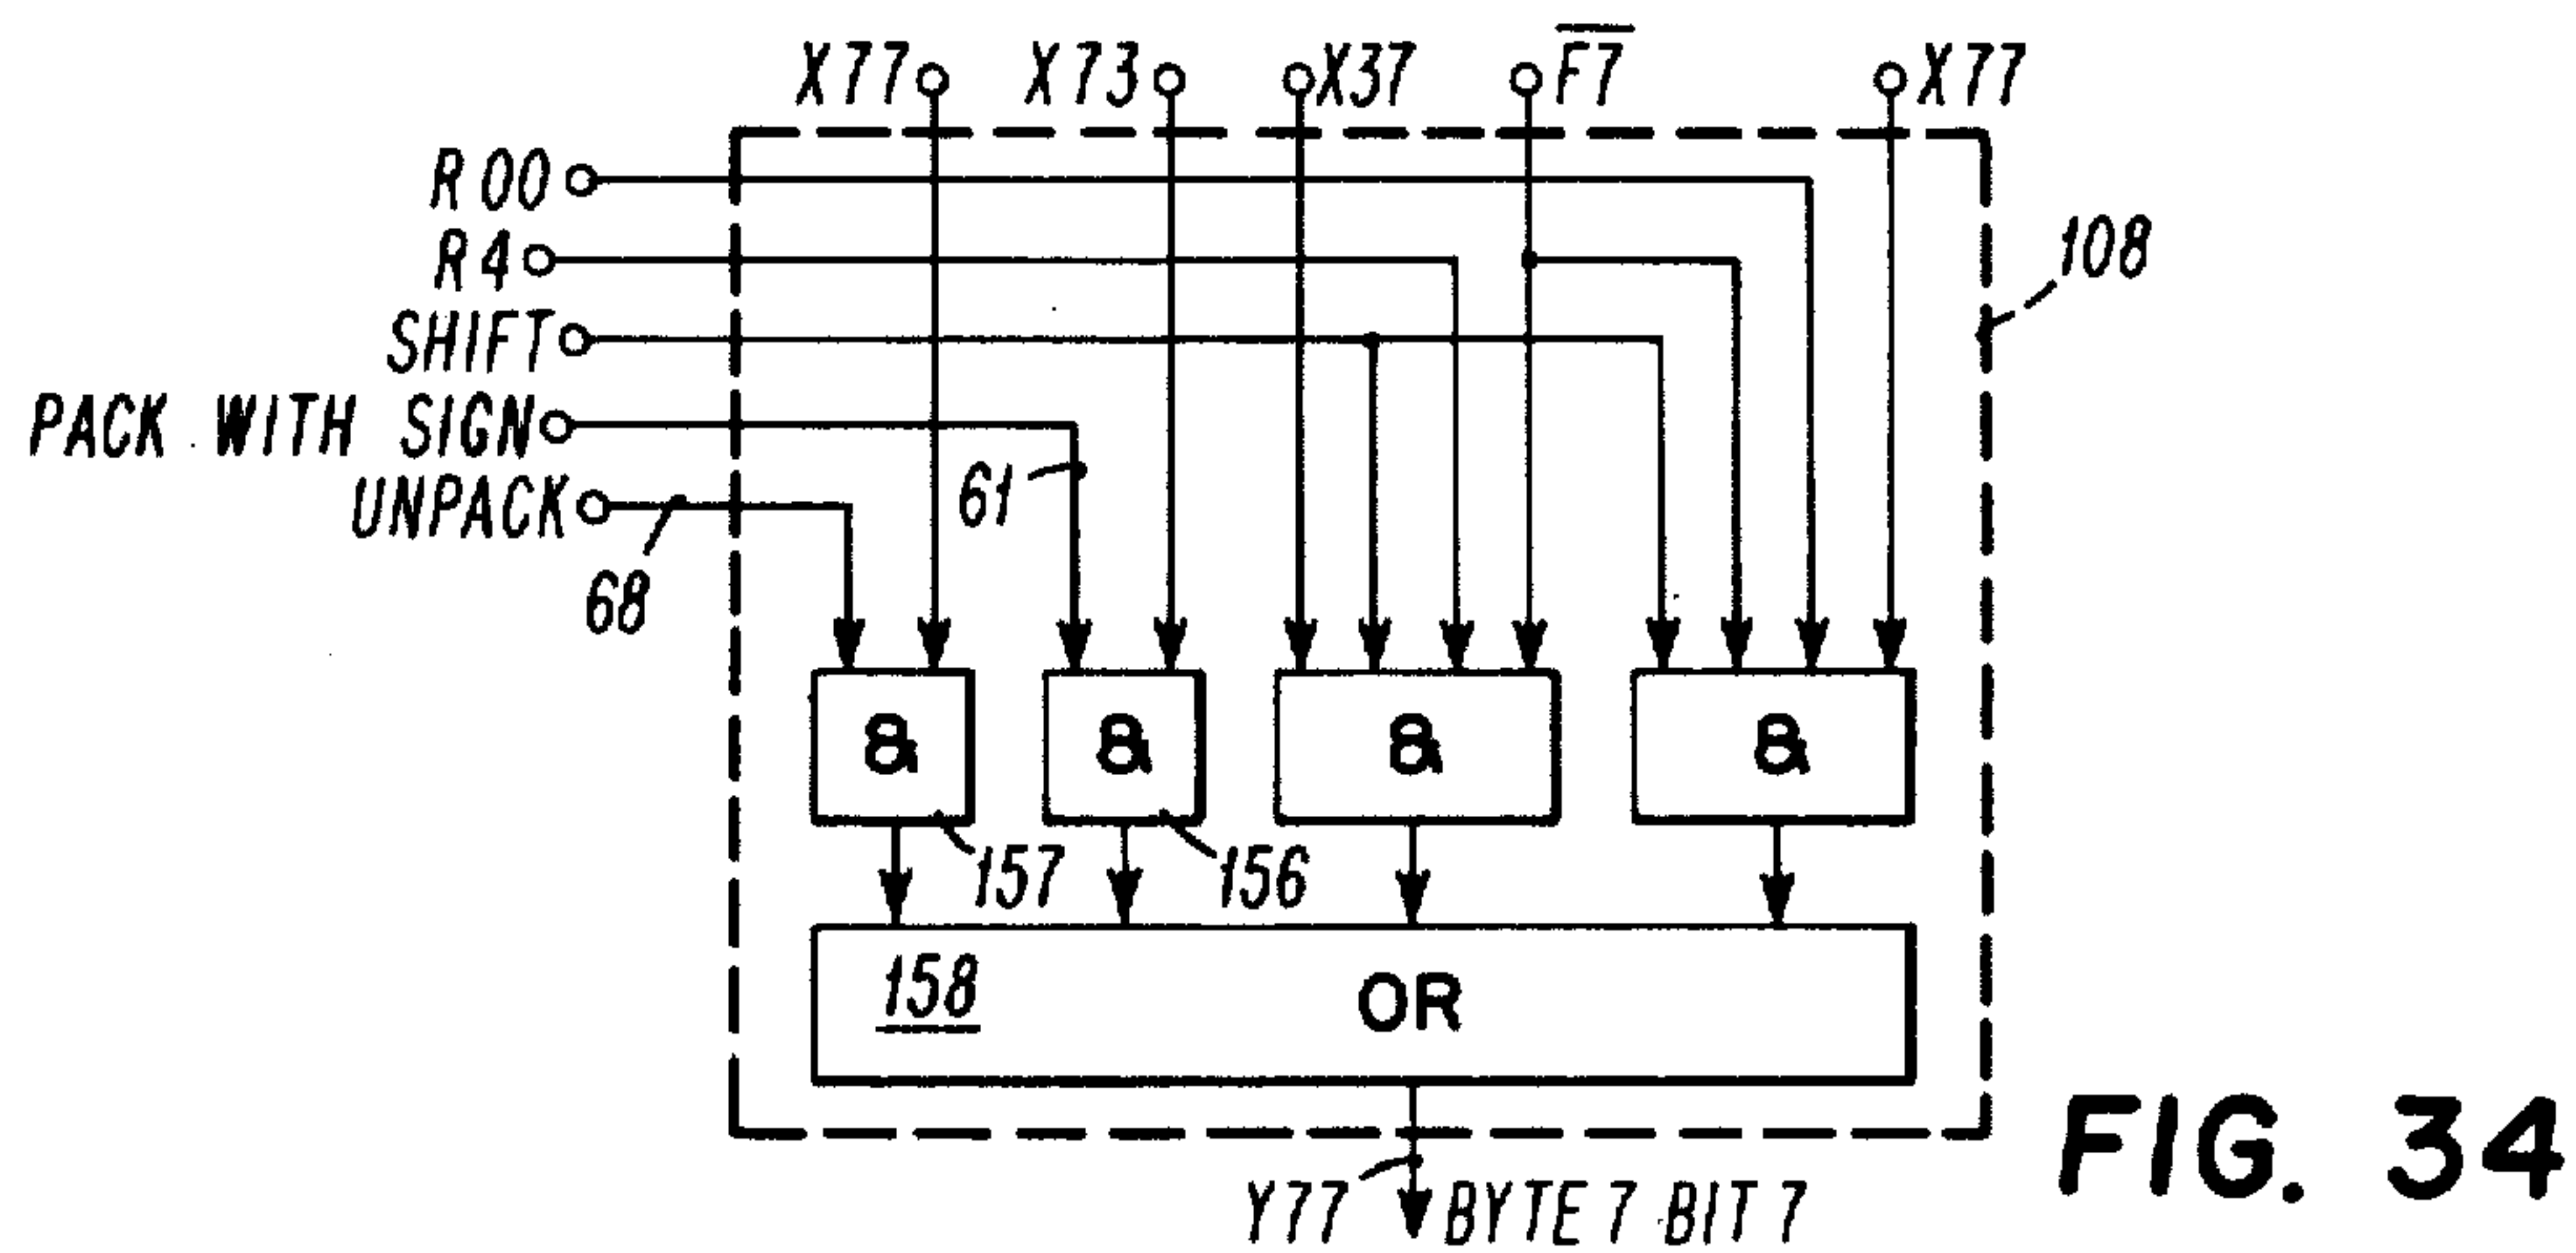 X77 X73 X37 F̅7̅ X77
R00
R4
SHIFT
PACK WITH SIGN
UNPACK
108
61
68
& & & &
157 156
158 OR
Y77 BYTE 7 BIT 7
FIG. 34